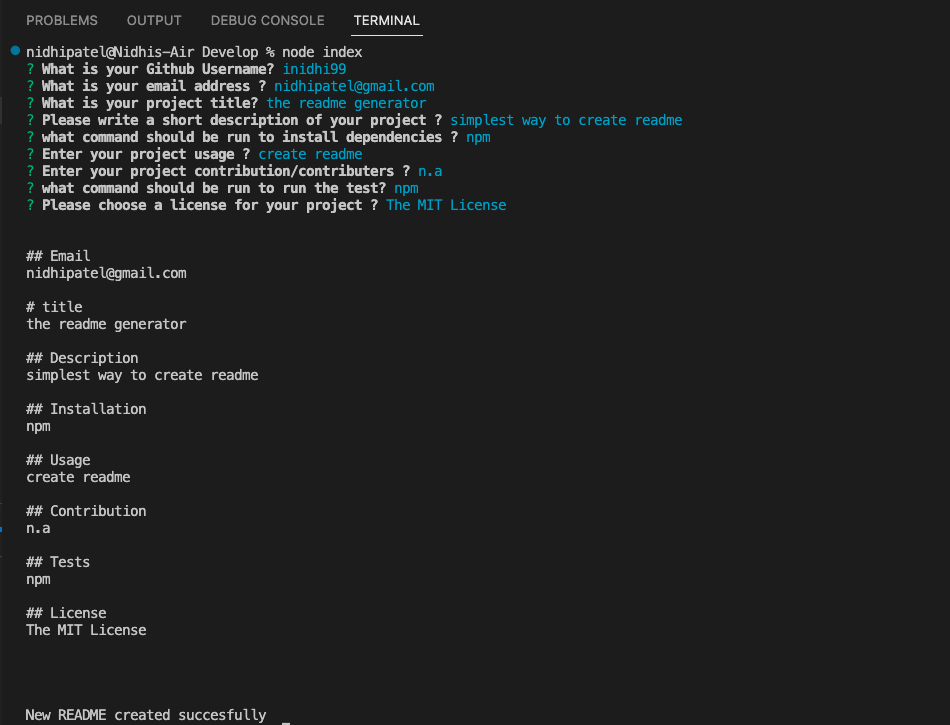 PROBLEMS OUTPUT DEBUG CONSOLE TERMINAL
nidhipatel@Nidhis-Air Develop % node index
? What is your Github Username? inidhi99
? What is your email address ? nidhipatel@gmail.com
? What is your project title? the readme generator
? Please write a short description of your project ? simplest way to create readme
? what command should be run to install dependencies ? npm
? Enter your project usage ? create readme
? Enter your project contribution/contributers ? n.a
? what command should be run to run the test? npm
? Please choose a license for your project ? The MIT License
## Email
nidhipatel@gmail.com
# title
the readme generator
## Description
simplest way to create readme
## Installation
npm
## Usage
create readme
## Contribution
n.a
## Tests
npm
## License
The MIT License
New README created succesfully